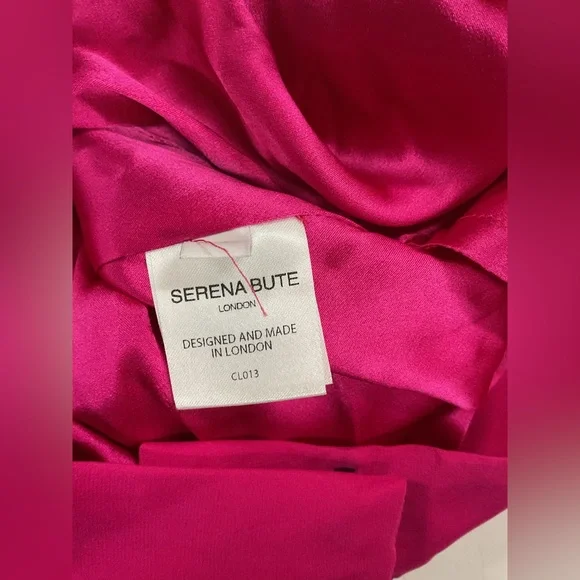 SERENA BUTE
LONDON
DESIGNED AND MADE
IN LONDON
CL013